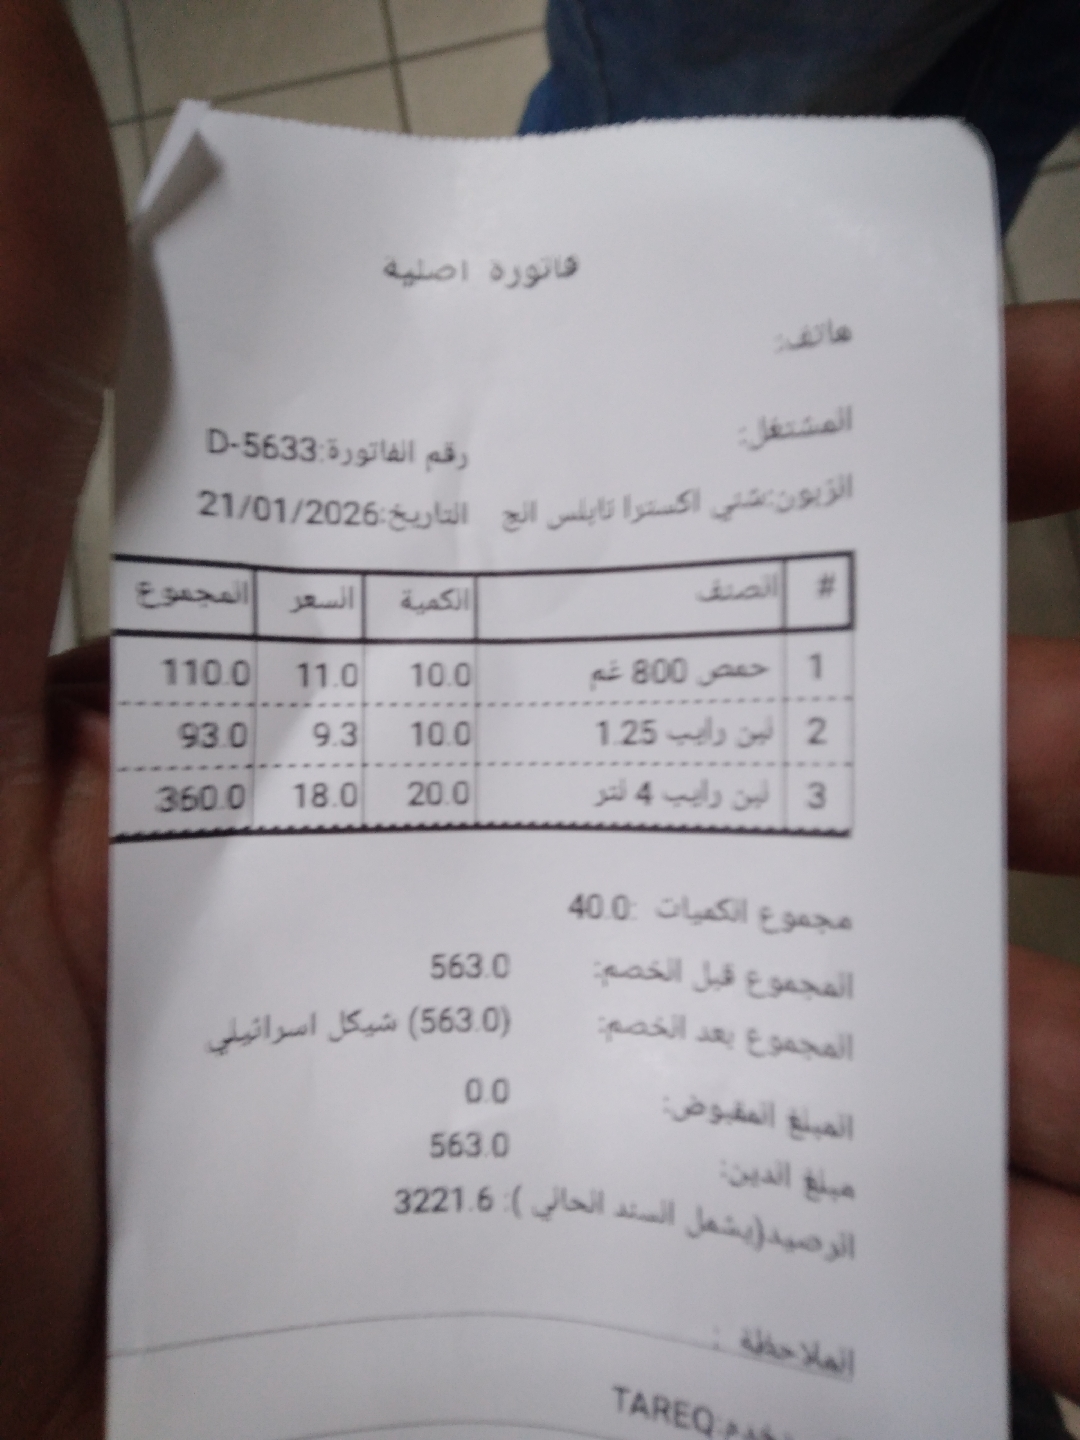 فاتورة اصلية
هاتف:
المشتغل:
رقم الفاتورة:D-5633
الزبون:شني اكسترا نابلس الج
التاريخ:21/01/2026
# الصنف الكمية السعر المجموع
1 حمص 800 غم 10.0 11.0 110.0
2 لبن رايب 1.25 10.0 9.3 93.0
3 لبن رايب 4 لتر 20.0 18.0 360.0
مجموع الكميات :40.0
المجموع قبل الخصم: 563.0
المجموع بعد الخصم: (563.0) شيكل اسرائيلي
المبلغ المقبوض: 0.0
مبلغ الدين: 563.0
الرصيد(يشمل السند الحالي ): 3221.6
الملاحظة :
TAREQ